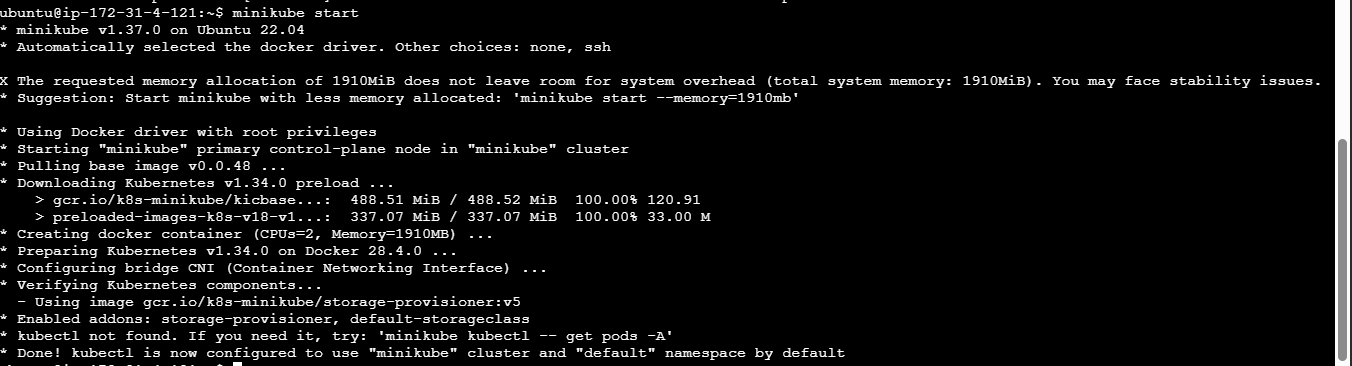 ubuntu@ip-172-31-4-121:~$ minikube start
* minikube v1.37.0 on Ubuntu 22.04
* Automatically selected the docker driver. Other choices: none, ssh
X The requested memory allocation of 1910MiB does not leave room for system overhead (total system memory: 1910MiB). You may face stability issues.
* Suggestion: Start minikube with less memory allocated: 'minikube start --memory=1910mb'
* Using Docker driver with root privileges
* Starting "minikube" primary control-plane node in "minikube" cluster
* Pulling base image v0.0.48 ...
* Downloading Kubernetes v1.34.0 preload ...
    > gcr.io/k8s-minikube/kicbase...:  488.51 MiB / 488.52 MiB  100.00% 120.91
    > preloaded-images-k8s-v18-v1...:  337.07 MiB / 337.07 MiB  100.00% 33.00 M
* Creating docker container (CPUs=2, Memory=1910MB) ...
* Preparing Kubernetes v1.34.0 on Docker 28.4.0 ...
* Configuring bridge CNI (Container Networking Interface) ...
* Verifying Kubernetes components...
  - Using image gcr.io/k8s-minikube/storage-provisioner:v5
* Enabled addons: storage-provisioner, default-storageclass
* kubectl not found. If you need it, try: 'minikube kubectl -- get pods -A'
* Done! kubectl is now configured to use "minikube" cluster and "default" namespace by default